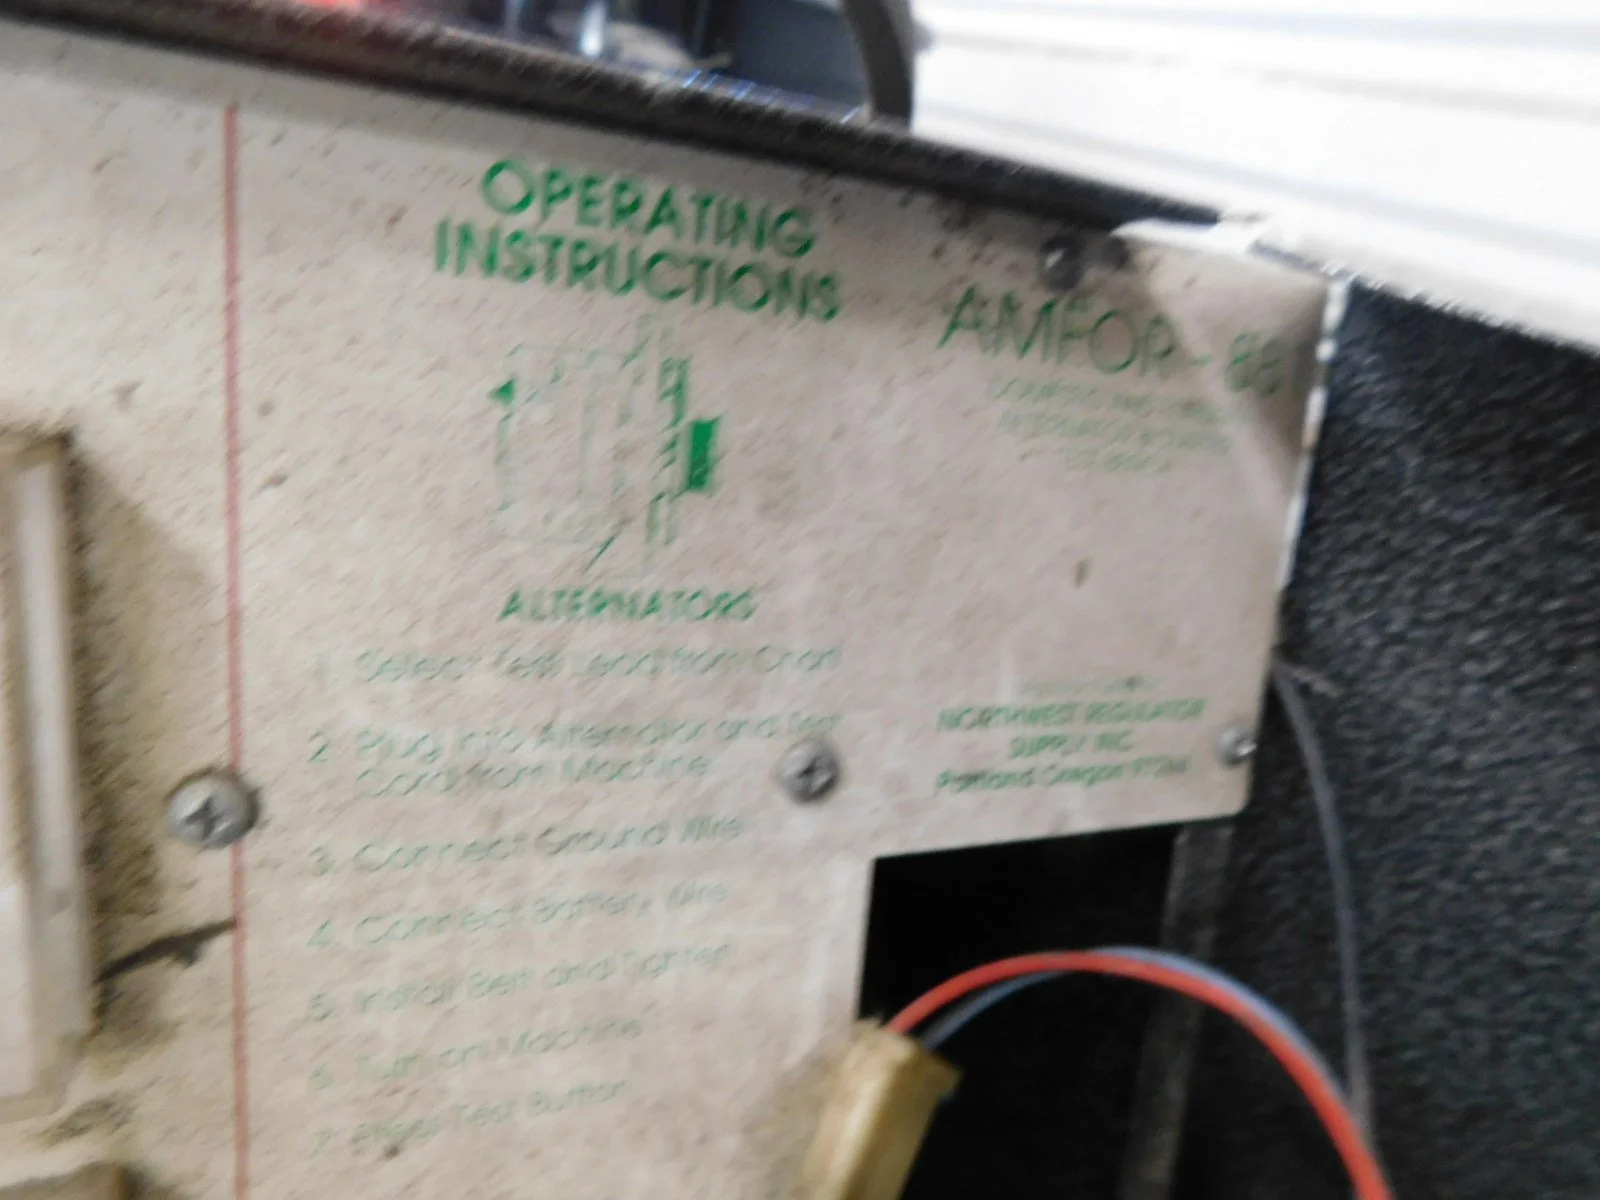 OPERATING
INSTRUCTIONS
ALTERNATORS
1. Select Test Lead from Chart
2. Plug into Alternator and Test
Cord from Machine
3. Connect Ground Wire
4. Connect Battery Wire
5. Install Belt and Tighten
6. Turn on Machine
7. Test Button
AMFOR - 
NORTHWEST REGULATOR
SUPPLY INC
Portland Oregon